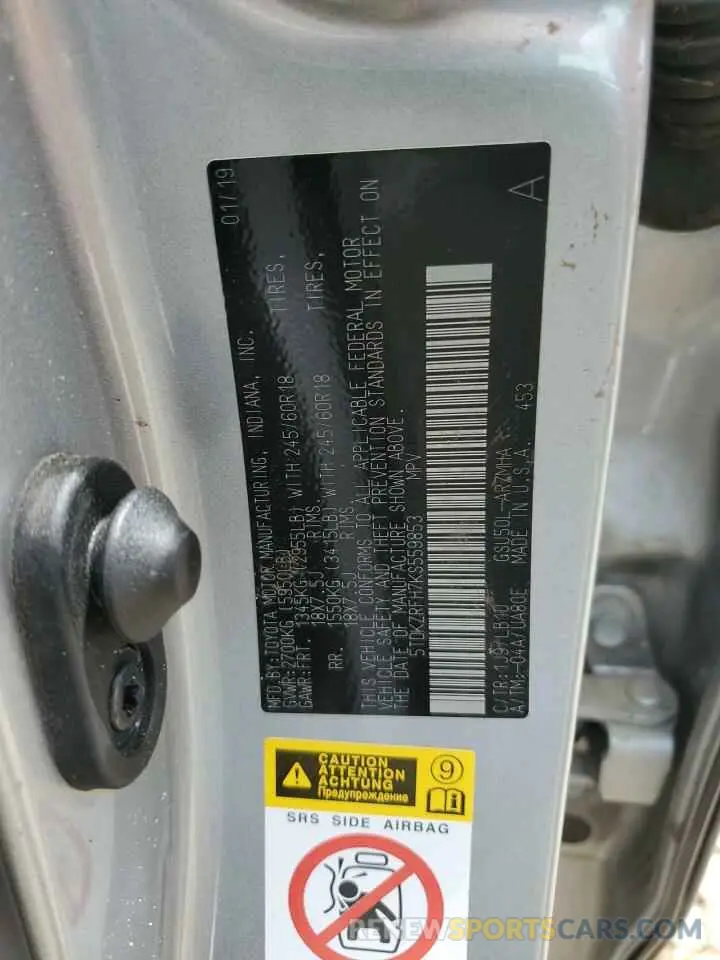 MFD. BY: TOYOTA MOTOR MANUFACTURING, INDIANA, INC. 01/19
GVWR: 2700KG (5950LB)
GAWR: FRT. 1345KG (2955LB) WITH 245/60R18 TIRES,
18X7.5J RIMS,
RR. 1550KG (3415LB) WITH 245/60R18 TIRES,
18X7.5J RIMS,
THIS VEHICLE CONFORMS TO ALL APPLICABLE FEDERAL MOTOR
VEHICLE SAFETY AND THEFT PREVENTION STANDARDS IN EFFECT ON
THE DATE OF MANUFACTURE SHOWN ABOVE.
5TDKZRFH7KS559853 MPV
C/TR: 1J9/LB10 GSU50L-ARZMHA
A/TM: -04A/UA80E MADE IN U.S.A. 453 A
CAUTION
ATTENTION
ACHTUNG
Предупреждение
9
i
SRS SIDE AIRBAG
RENEWSPORTSCARS.COM